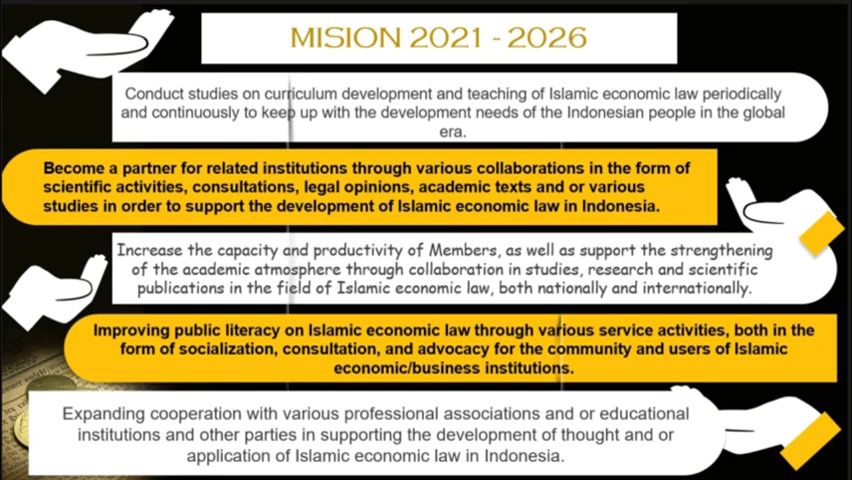 MISION 2021 - 2026
Conduct studies on curriculum development and teaching of Islamic economic law periodically
and continuously to keep up with the development needs of the Indonesian people in the global
era.
Become a partner for related institutions through various collaborations in the form of
scientific activities, consultations, legal opinions, academic texts and or various
studies in order to support the development of Islamic economic law in Indonesia.
Increase the capacity and productivity of Members, as well as support the strengthening
of the academic atmosphere through collaboration in studies, research and scientific
publications in the field of Islamic economic law, both nationally and internationally.
Improving public literacy on Islamic economic law through various service activities, both in the
form of socialization, consultation, and advocacy for the community and users of Islamic
economic/business institutions.
Expanding cooperation with various professional associations and or educational
institutions and other parties in supporting the development of thought and or
application of Islamic economic law in Indonesia.